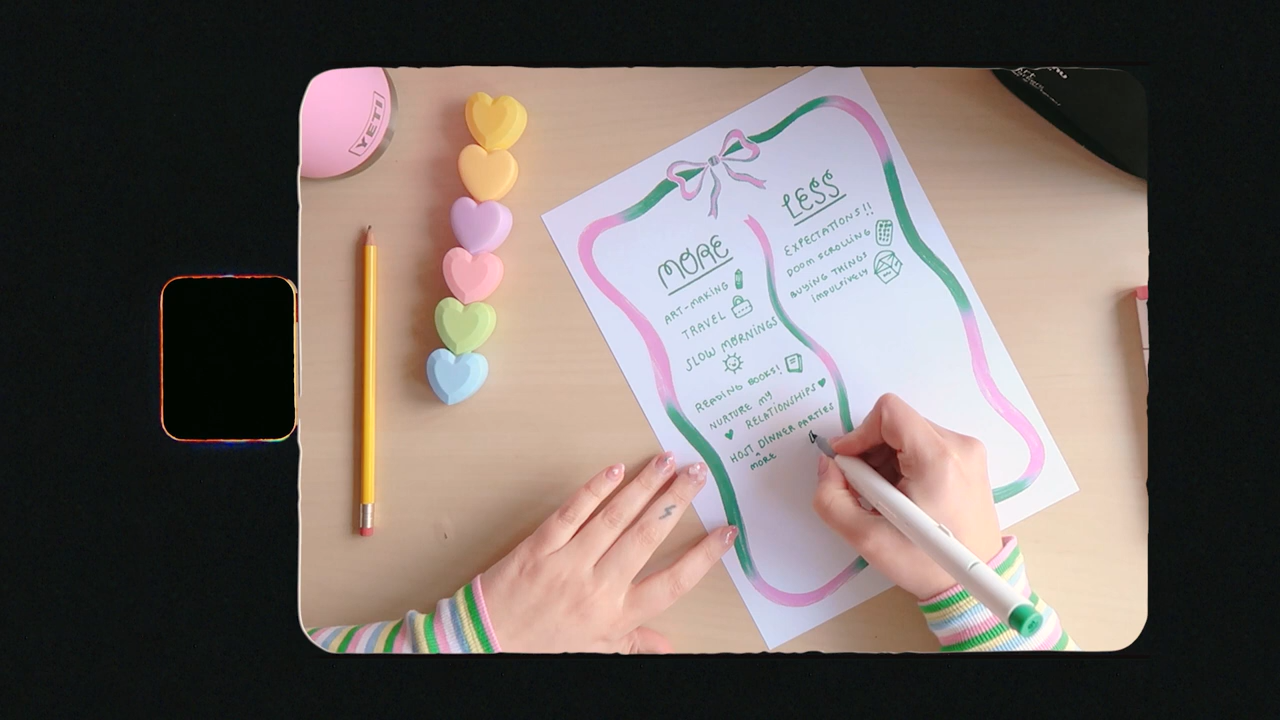 YETI
MORE
ART-MAKING
TRAVEL
SLOW MORNINGS
READING BOOKS!
NURTURE MY
RELATIONSHIPS
HOST DINNER PARTIES
more
LESS
EXPECTATIONS!!
DOOM SCROLLING
BUYING THINGS
impulsively